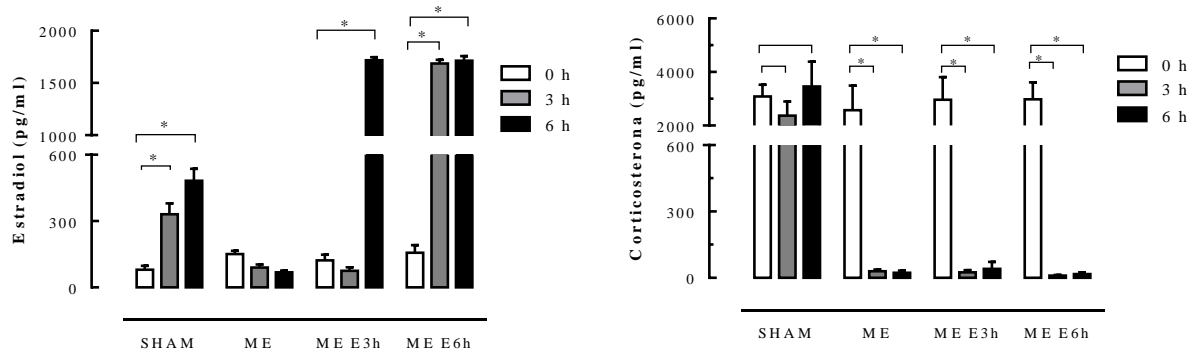 Estradiol (pg/ml)
2000
1500
1000
600
300
0
*
*
*
*
*
0 h
3 h
6 h
SHAM
ME
ME E3h
ME E6h
Corticosterona (pg/ml)
6000
4000
2000
600
0
*
*
*
*
*
*
0 h
3 h
6 h
SHAM
ME
ME E3h
ME E6h